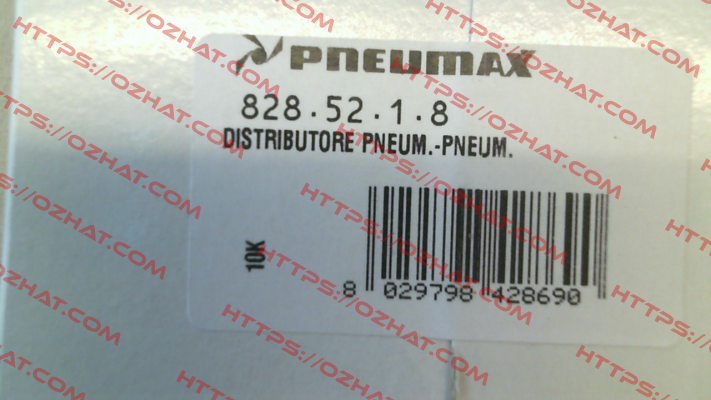 PNEUMAX
828.52.1.8
DISTRIBUTORE PNEUM.-PNEUM.
10K
8 029798 428690
HTTPS://OZHAT.COM